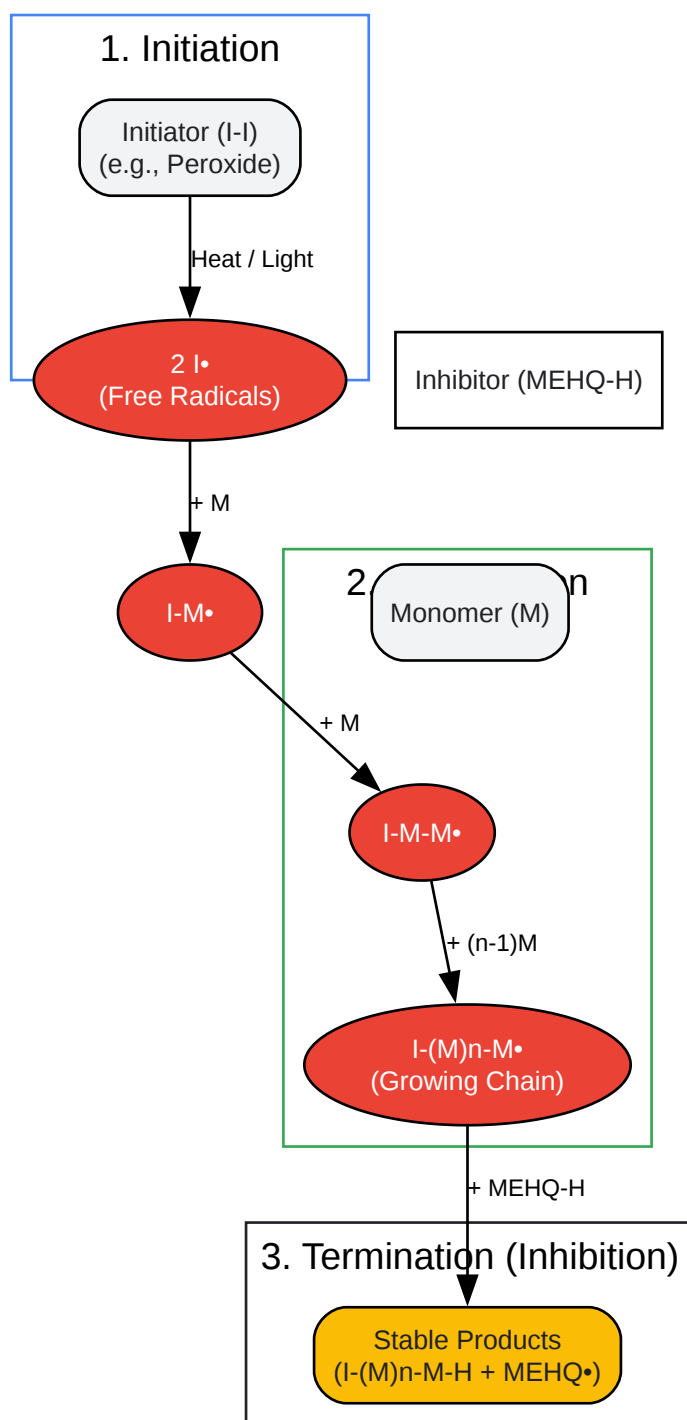 1. Initiation
Initiator (I-I)
(e.g., Peroxide)
Heat / Light
2 I•
(Free Radicals)
Inhibitor (MEHQ-H)
+ M
I-M•
2.
Monomer (M)
+ M
I-M-M•
+ (n-1)M
I-(M)n-M•
(Growing Chain)
+ MEHQ-H
3. Termination (Inhibition)
Stable Products
(I-(M)n-M-H + MEHQ•)